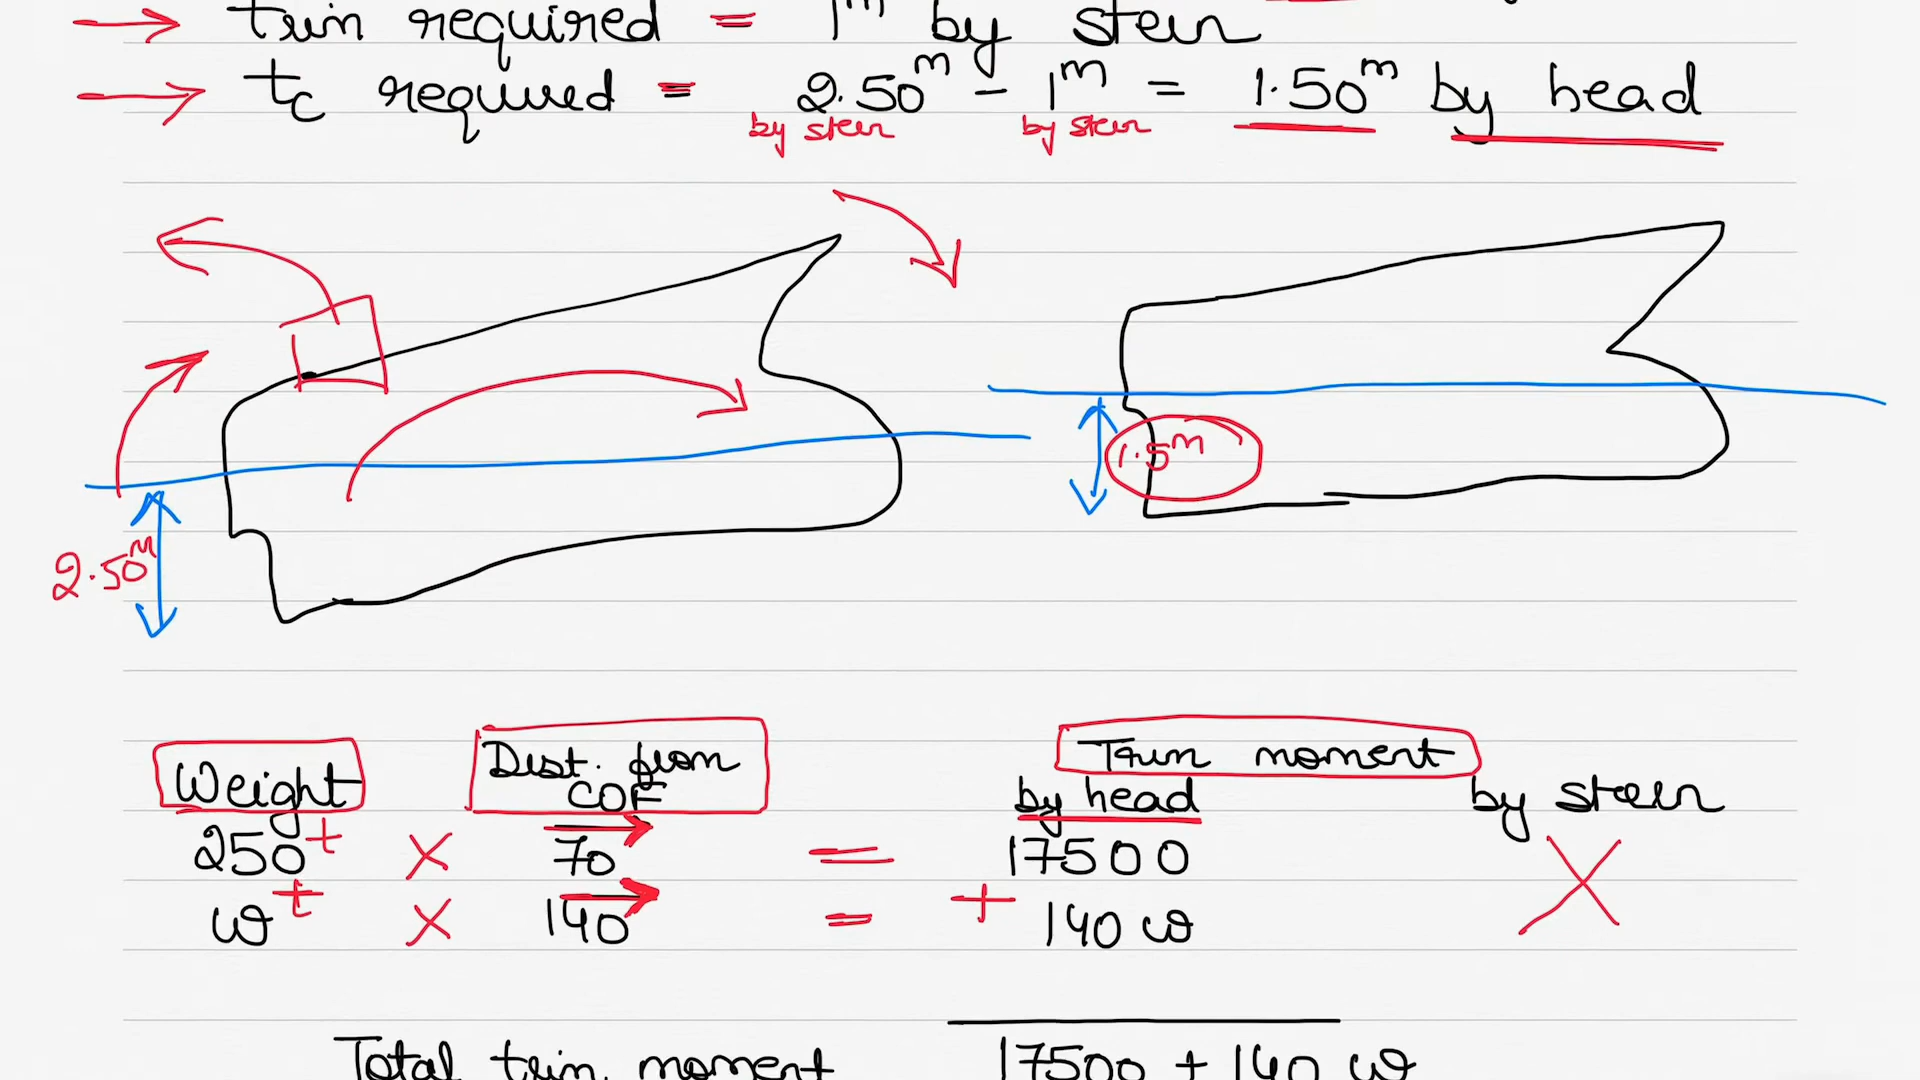 → trim required = 1m by stern
→ tc required = 2.50m - 1m = 1.50m by head
by stern by stern
1.5m
2.50m
Weight Dist. from COF Trim moment
by head by stern
250t × 70 = 17500
wt × 140 = + 140 w
Total trim moment 17500 + 140 w